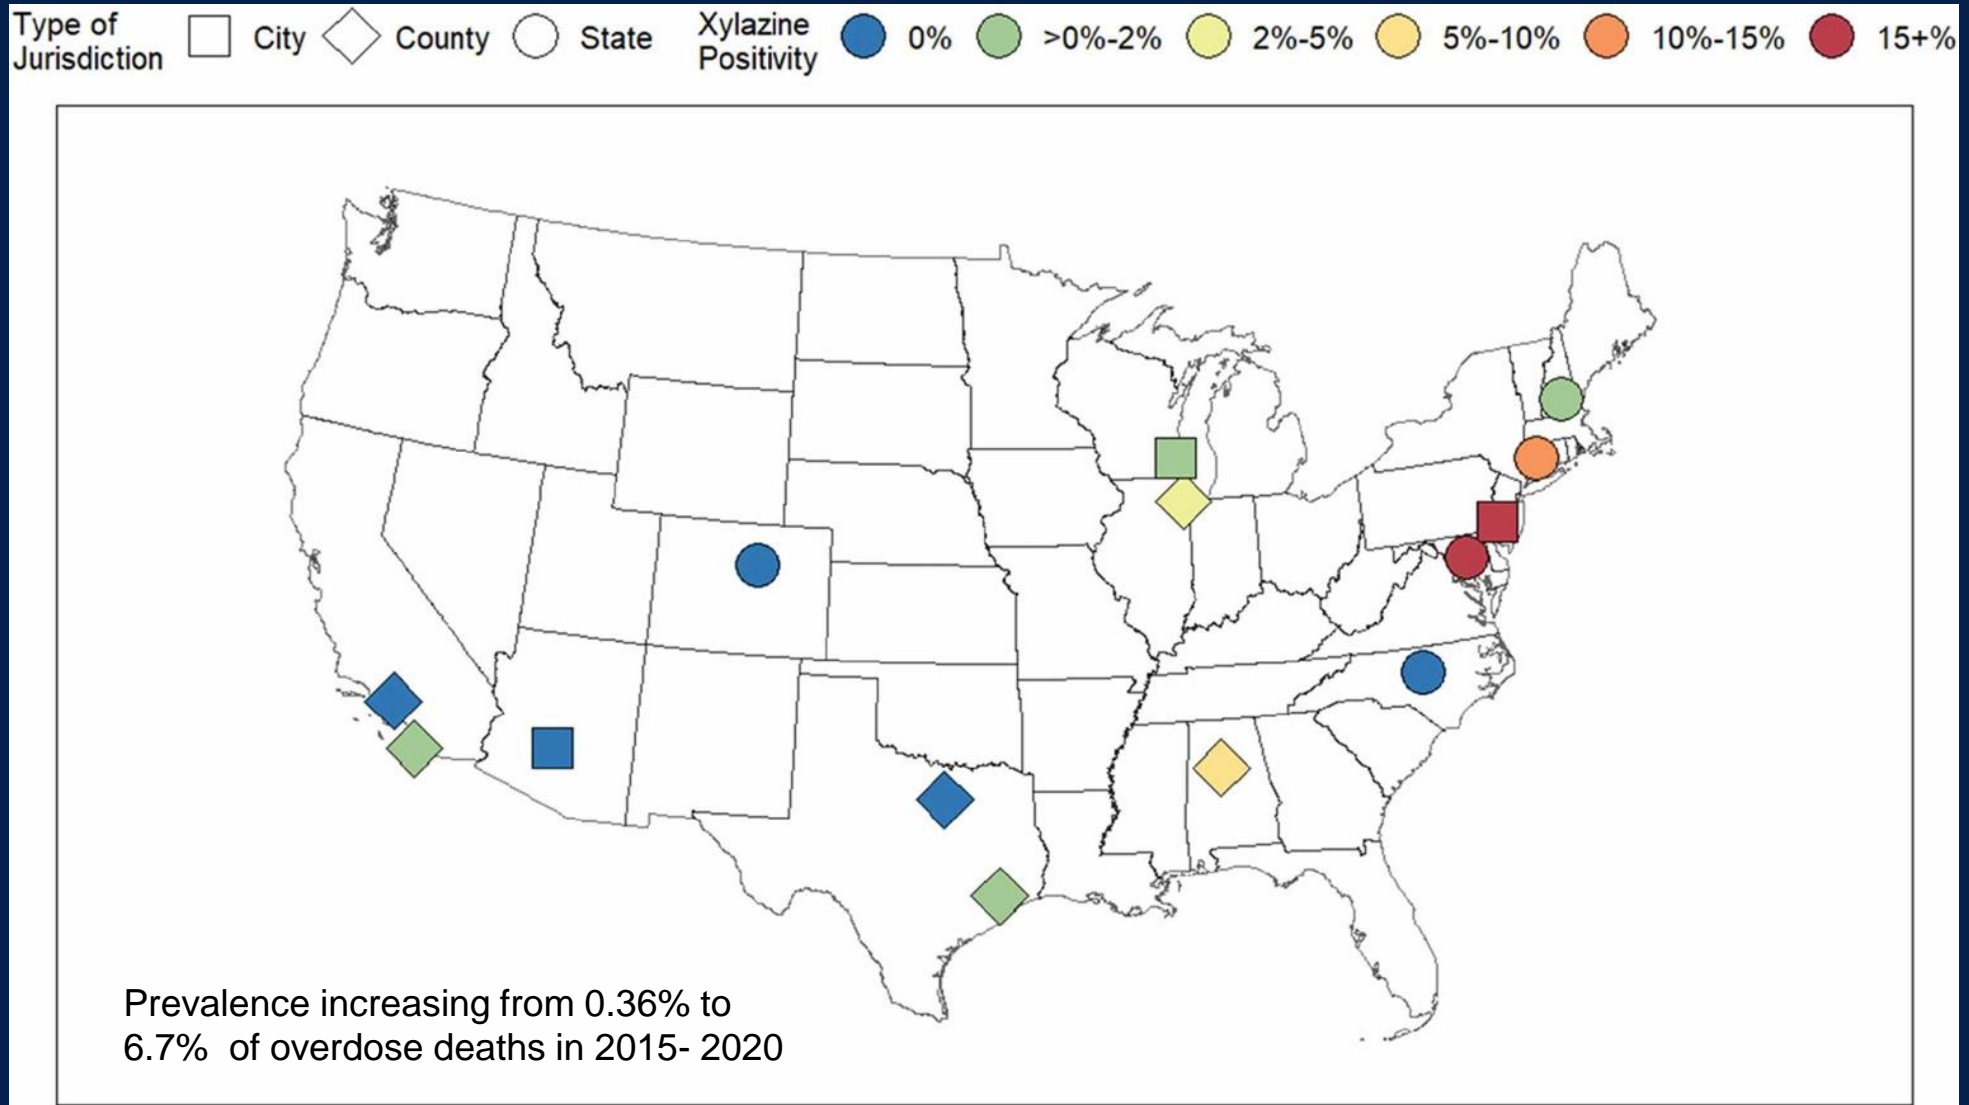 Type of
Jurisdiction
City
County
State
Xylazine
Positivity
0%
>0%-2%
2%-5%
5%-10%
10%-15%
15+%
Prevalence increasing from 0.36% to
6.7%  of overdose deaths in 2015- 2020